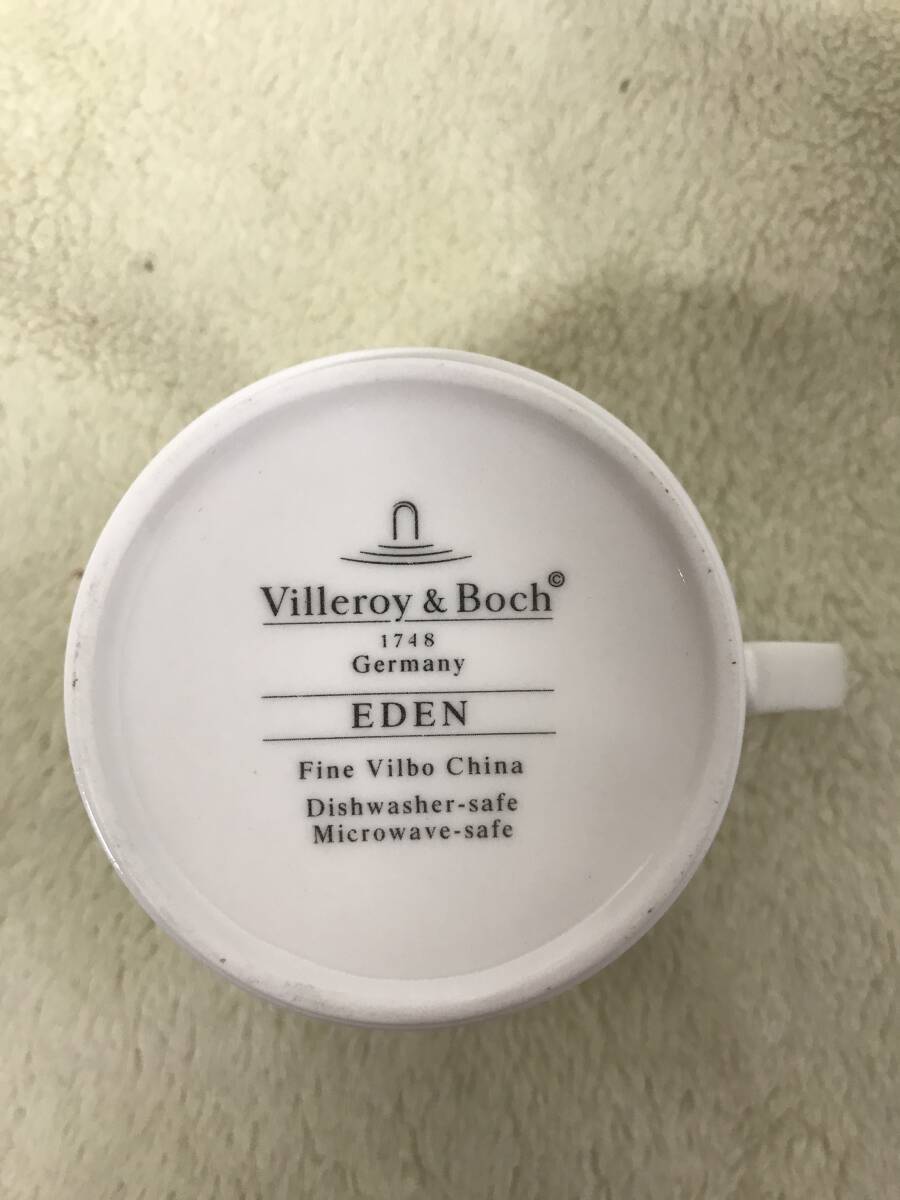 Villeroy & Boch©
1748
Germany
EDEN
Fine Vilbo China
Dishwasher-safe
Microwave-safe